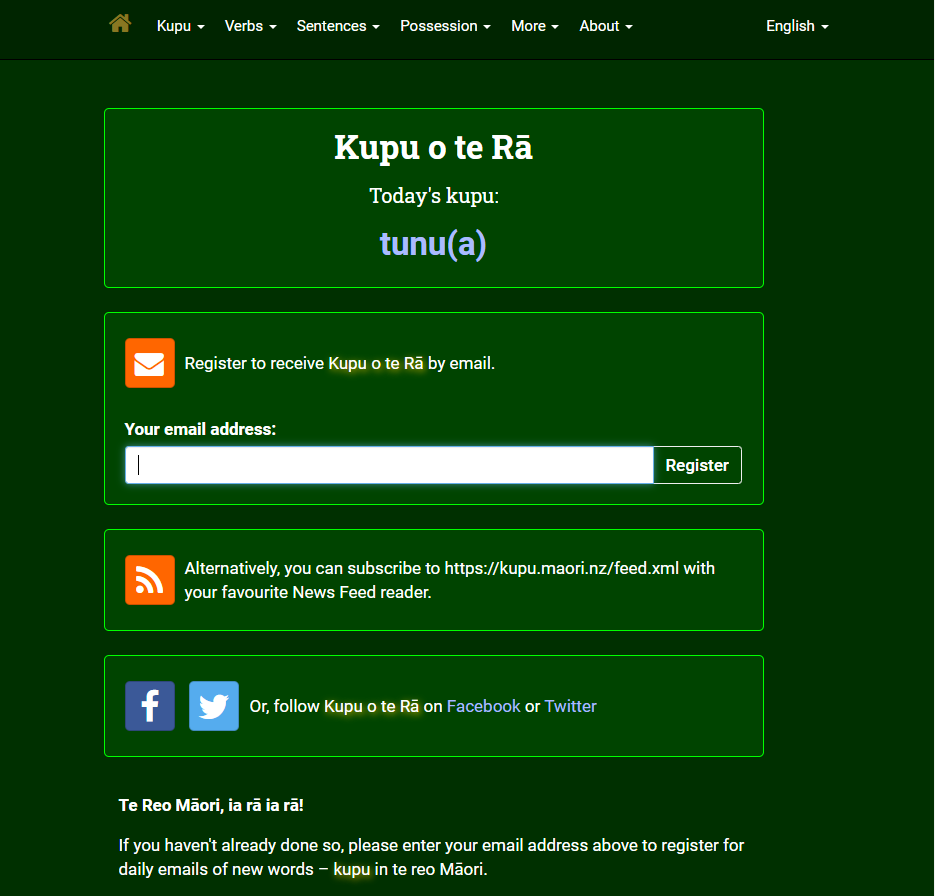 Kupu Verbs Sentences Possession More About English
Kupu o te Rā
Today's kupu:
tunu(a)
Register to receive Kupu o te Rā by email.
Your email address:
Register
Alternatively, you can subscribe to https://kupu.maori.nz/feed.xml with
your favourite News Feed reader.
Or, follow Kupu o te Rā on Facebook or Twitter
Te Reo Māori, ia rā ia rā!
If you haven't already done so, please enter your email address above to register for
daily emails of new words – kupu in te reo Māori.